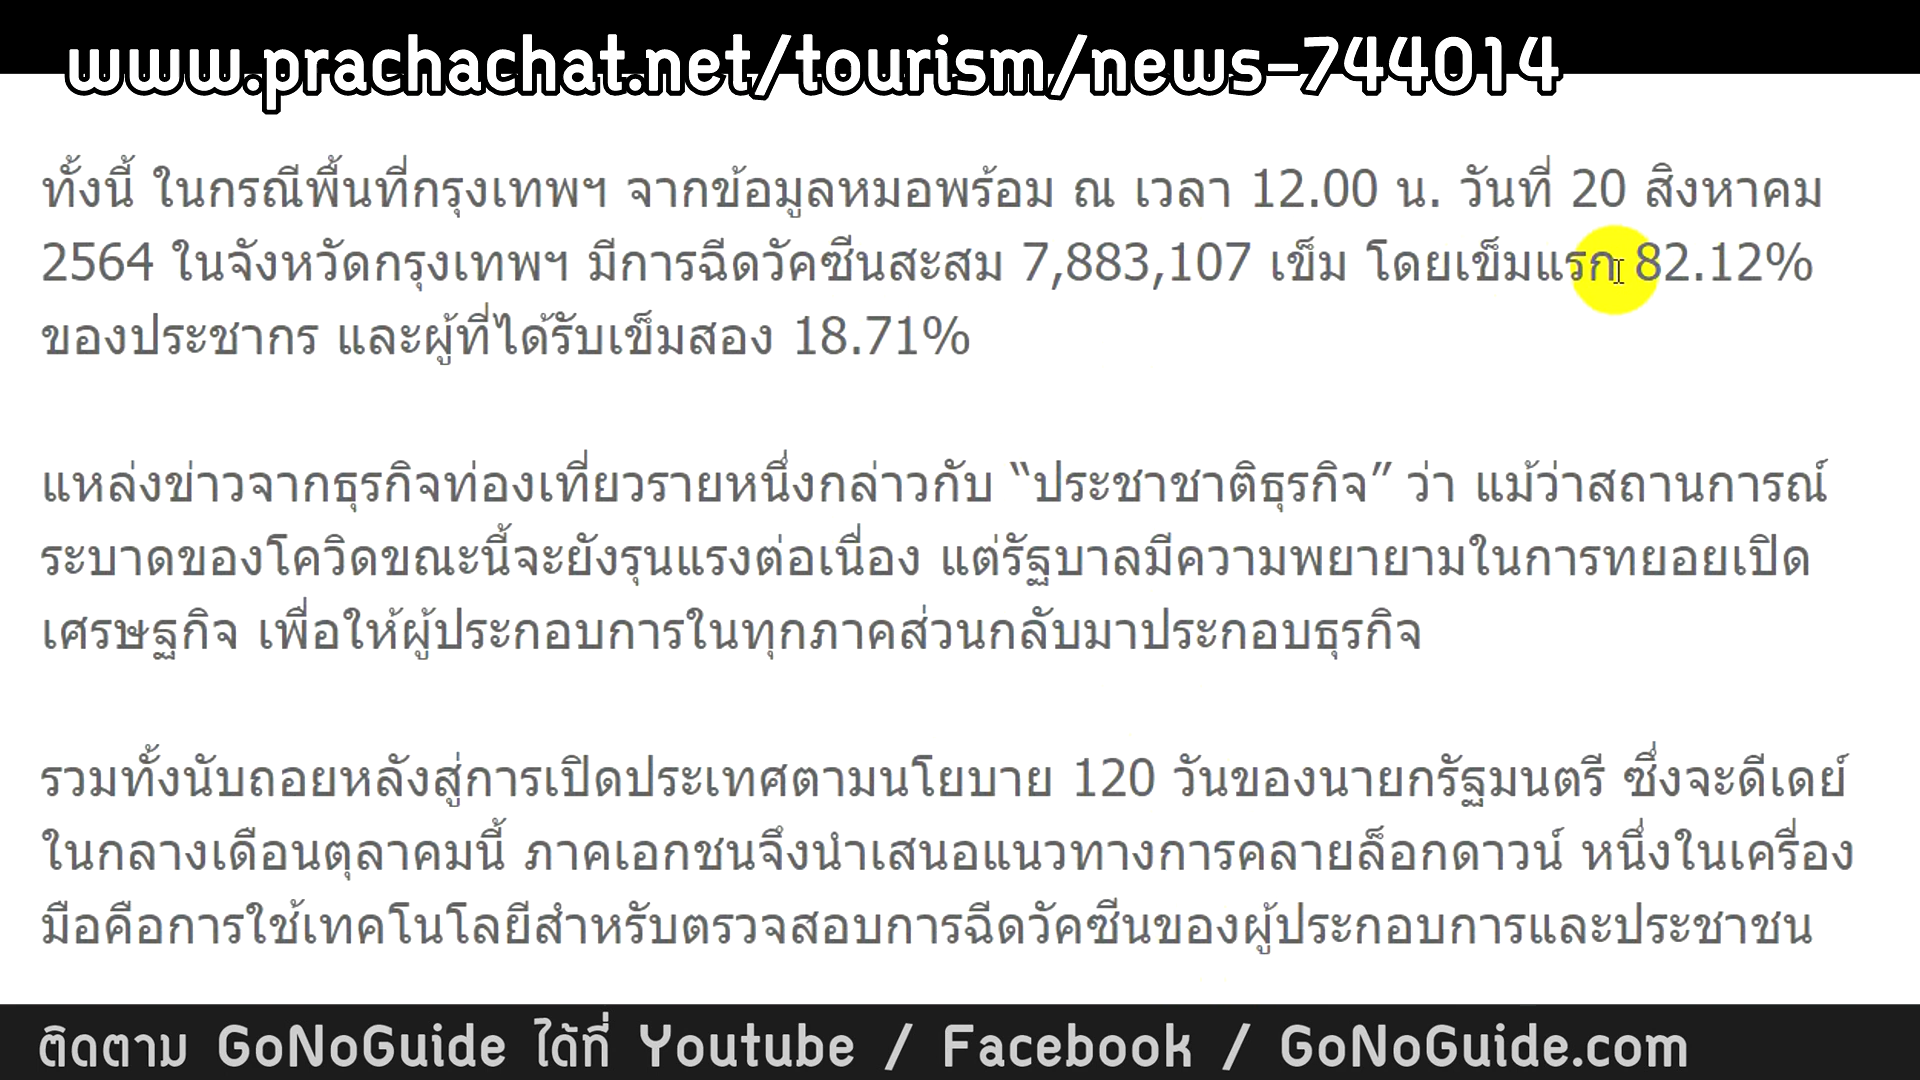 www.prachachat.net/tourism/news-744014
ทั้งนี้ ในกรณีพื้นที่กรุงเทพฯ จากข้อมูลหมอพร้อม ณ เวลา 12.00 น. วันที่ 20 สิงหาคม
2564 ในจังหวัดกรุงเทพฯ มีการฉีดวัคซีนสะสม 7,883,107 เข็ม โดยเข็มแรก 82.12%
ของประชากร และผู้ที่ได้รับเข็มสอง 18.71%
แหล่งข่าวจากธุรกิจท่องเที่ยวรายหนึ่งกล่าวกับ “ประชาชาติธุรกิจ” ว่า แม้ว่าสถานการณ์
ระบาดของโควิดขณะนี้จะยังรุนแรงต่อเนื่อง แต่รัฐบาลมีความพยายามในการทยอยเปิด
เศรษฐกิจ เพื่อให้ผู้ประกอบการในทุกภาคส่วนกลับมาประกอบธุรกิจ
รวมทั้งนับถอยหลังสู่การเปิดประเทศตามนโยบาย 120 วันของนายกรัฐมนตรี ซึ่งจะดีเดย์
ในกลางเดือนตุลาคมนี้ ภาคเอกชนจึงนำเสนอแนวทางการคลายล็อกดาวน์ หนึ่งในเครื่อง
มือคือการใช้เทคโนโลยีสำหรับตรวจสอบการฉีดวัคซีนของผู้ประกอบการและประชาชน
ติดตาม GoNoGuide ได้ที่ Youtube / Facebook / GoNoGuide.com